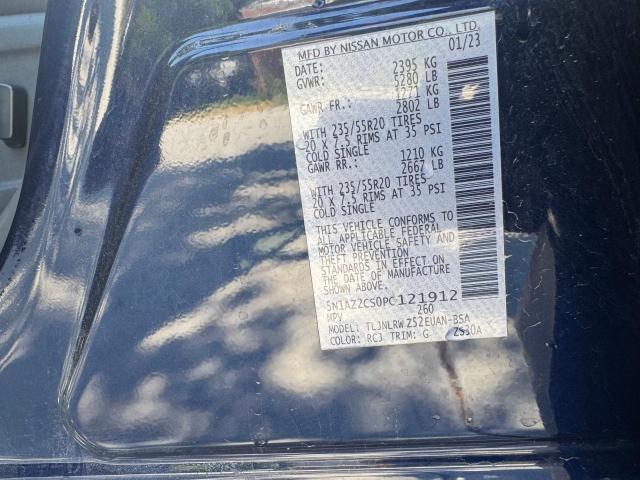 MFD BY NISSAN MOTOR CO., LTD.
DATE: 01/23
GVWR: 2395 KG
5280 LB
GAWR FR.: 1271 KG
2802 LB
WITH 235/55R20 TIRES
20 X 7.5 RIMS AT 35 PSI
COLD SINGLE
GAWR RR.: 1210 KG
2667 LB
WITH 235/55R20 TIRES
20 X 7.5 RIMS AT 35 PSI
COLD SINGLE
THIS VEHICLE CONFORMS TO
ALL APPLICABLE FEDERAL
MOTOR VEHICLE SAFETY AND
THEFT PREVENTION
STANDARDS IN EFFECT ON
THE DATE OF MANUFACTURE
SHOWN ABOVE.
5N1AZ2CS0PC121912
MPV 260
MODEL: TLJNLRWZ52EUAN-BSA
COLOR: RCJ TRIM: G ZS30A